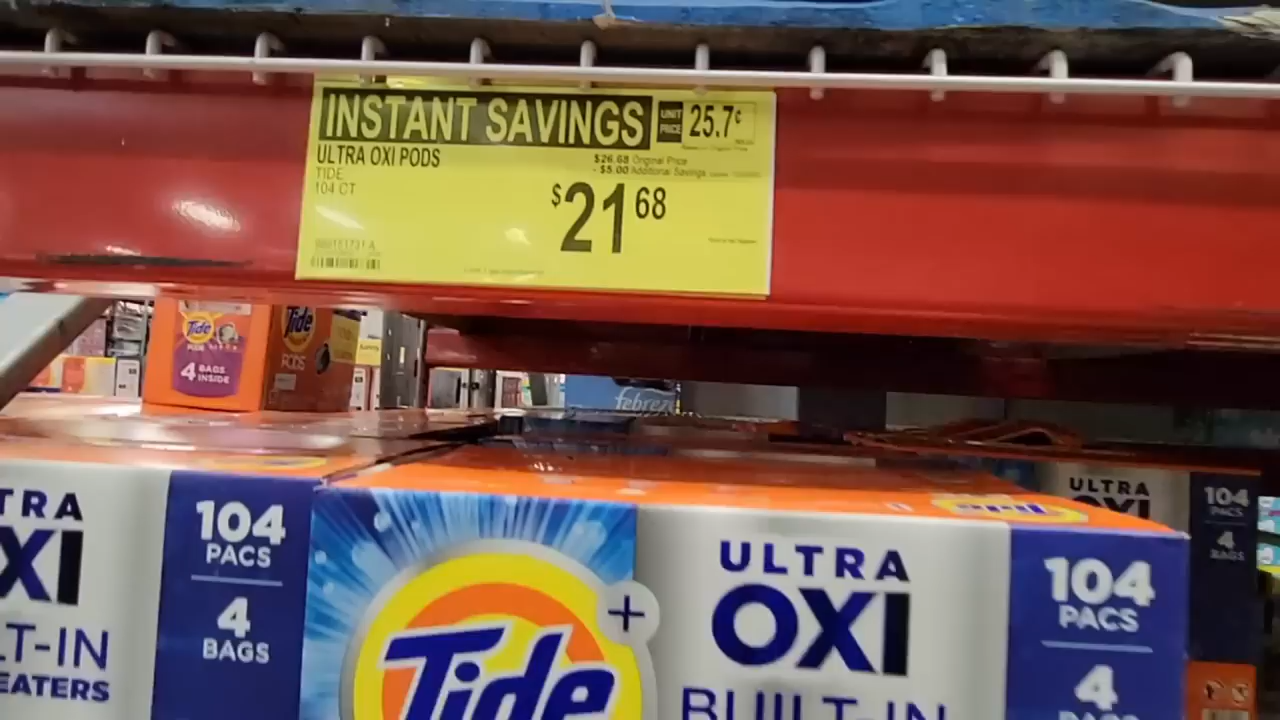 INSTANT SAVINGS
UNIT PRICE
25.7¢
ULTRA OXI PODS
$26.68 Original Price
TIDE
- $5.00 Additional Savings
104 CT
$21 68
Tide
4 BAGS INSIDE
Tide
PODS
febreze
TRA
XI
LT-IN
EATERS
104
PACS
4
BAGS
Tide
+
ULTRA
OXI
BUILT-IN
104
PACS
4
BAGS
ULTRA
OXI
104
PACS
4
BAGS